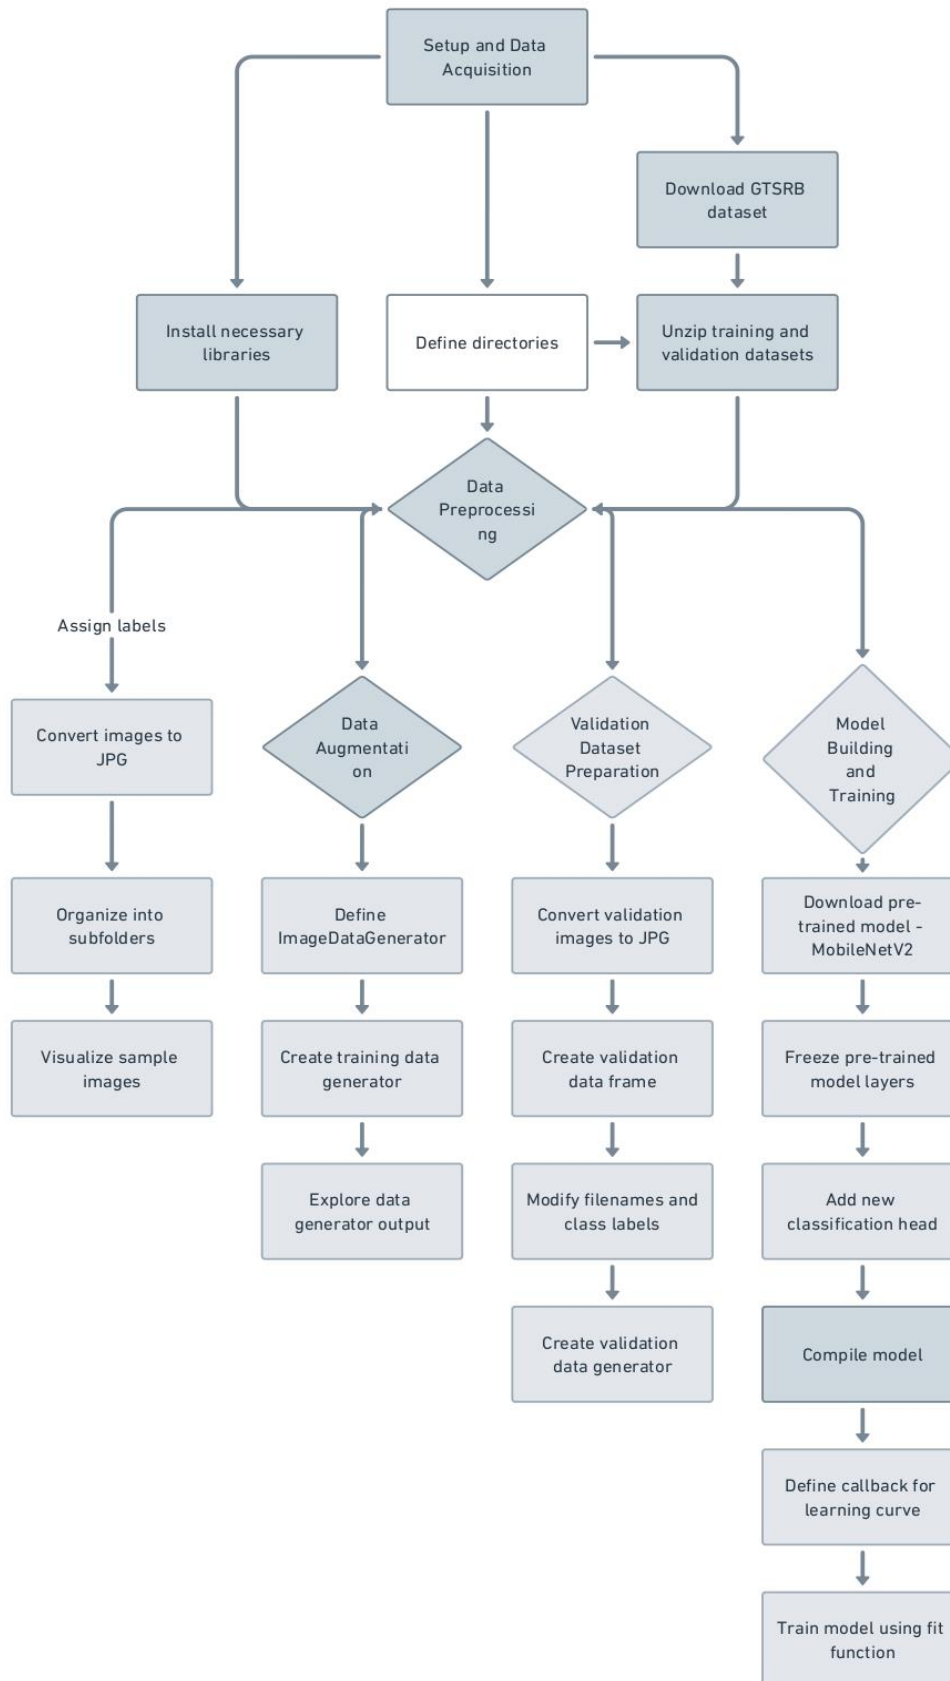 Setup and Data
Acquisition
Download GTSRB
dataset
Install necessary
libraries
Define directories
Unzip training and
validation datasets
Data
Preprocessi
ng
Assign labels
Convert images to
JPG
Data
Augmentati
on
Validation
Dataset
Preparation
Model
Building
and
Training
Organize into
subfolders
Define
ImageDataGenerator
Convert validation
images to JPG
Download pre-
trained model -
MobileNetV2
Visualize sample
images
Create training data
generator
Create validation
data frame
Freeze pre-trained
model layers
Explore data
generator output
Modify filenames and
class labels
Add new
classification head
Create validation
data generator
Compile model
Define callback for
learning curve
Train model using fit
function